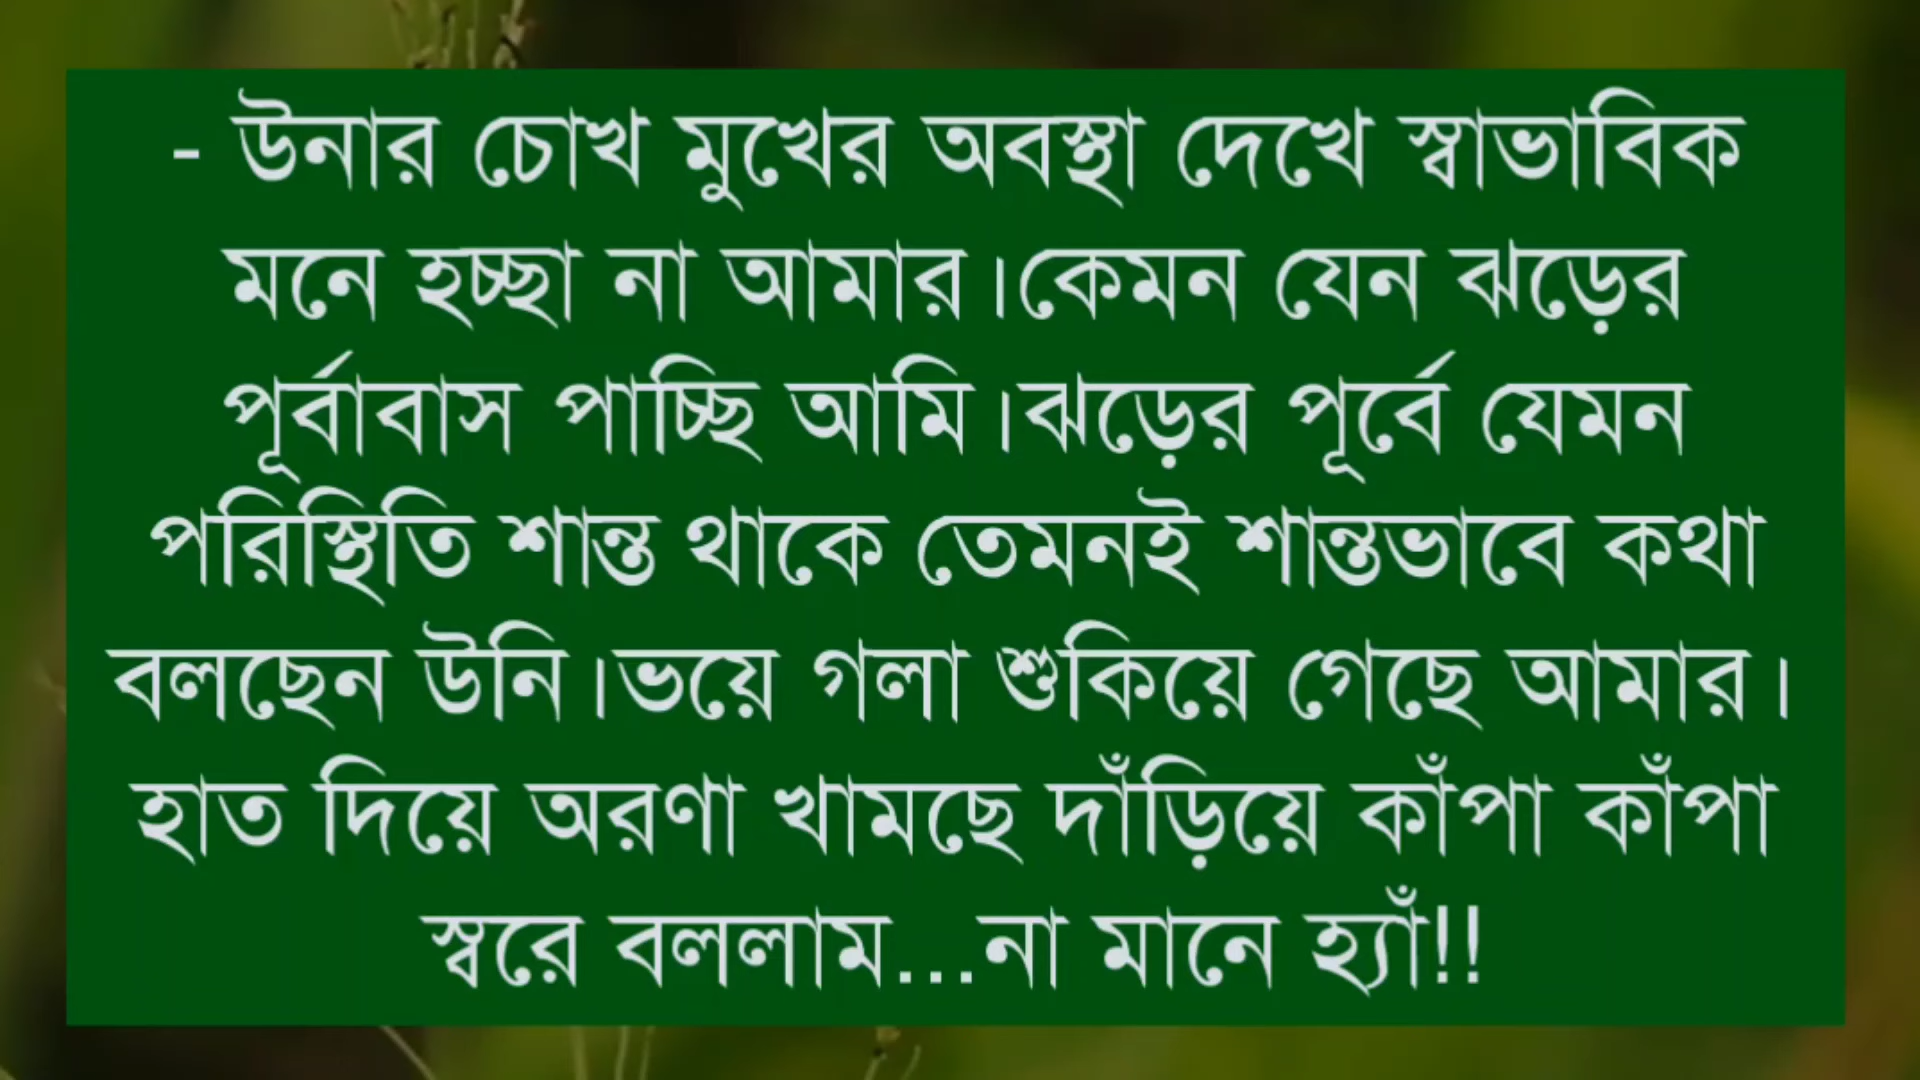 - উনার চোখ মুখের অবস্থা দেখে স্বাভাবিক
মনে হচ্ছা না আমার।কেমন যেন ঝড়ের
পূর্বাবাস পাচ্ছি আমি।ঝড়ের পূর্বে যেমন
পরিস্থিতি শান্ত থাকে তেমনই শান্তভাবে কথা
বলছেন উনি।ভয়ে গলা শুকিয়ে গেছে আমার।
হাত দিয়ে অরণা খামছে দাঁড়িয়ে কাঁপা কাঁপা
স্বরে বললাম...না মানে হ্যাঁ!!